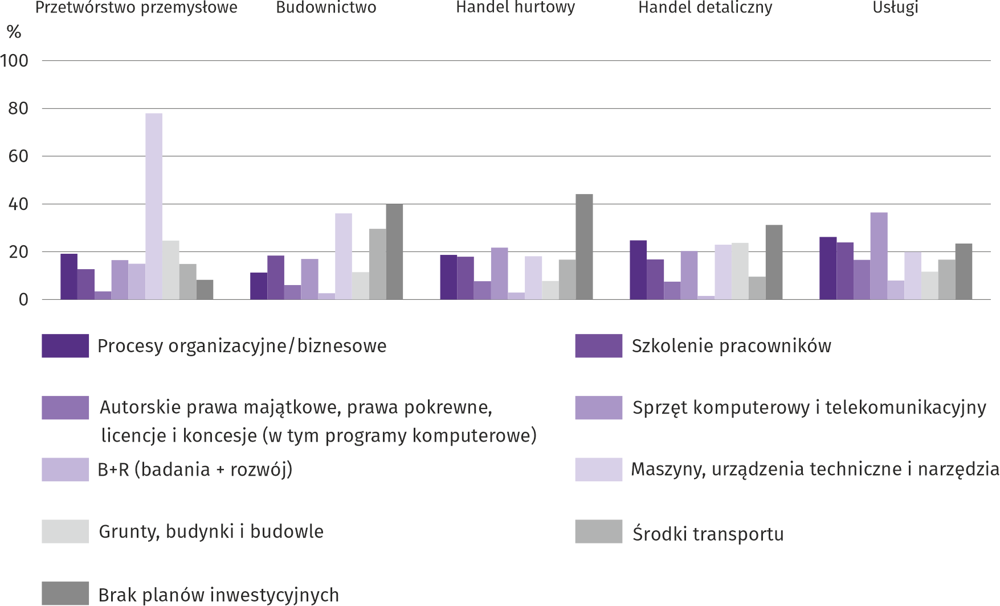 Przetwórstwo przemysłowe
Budownictwo
Handel hurtowy
Handel detaliczny
Usługi
%
100
80
60
40
20
0
Procesy organizacyjne/biznesowe
Szkolenie pracowników
Autorskie prawa majątkowe, prawa pokrewne,
licencje i koncesje (w tym programy komputerowe)
Sprzęt komputerowy i telekomunikacyjny
B+R (badania + rozwój)
Maszyny, urządzenia techniczne i narzędzia
Grunty, budynki i budowle
Środki transportu
Brak planów inwestycyjnych